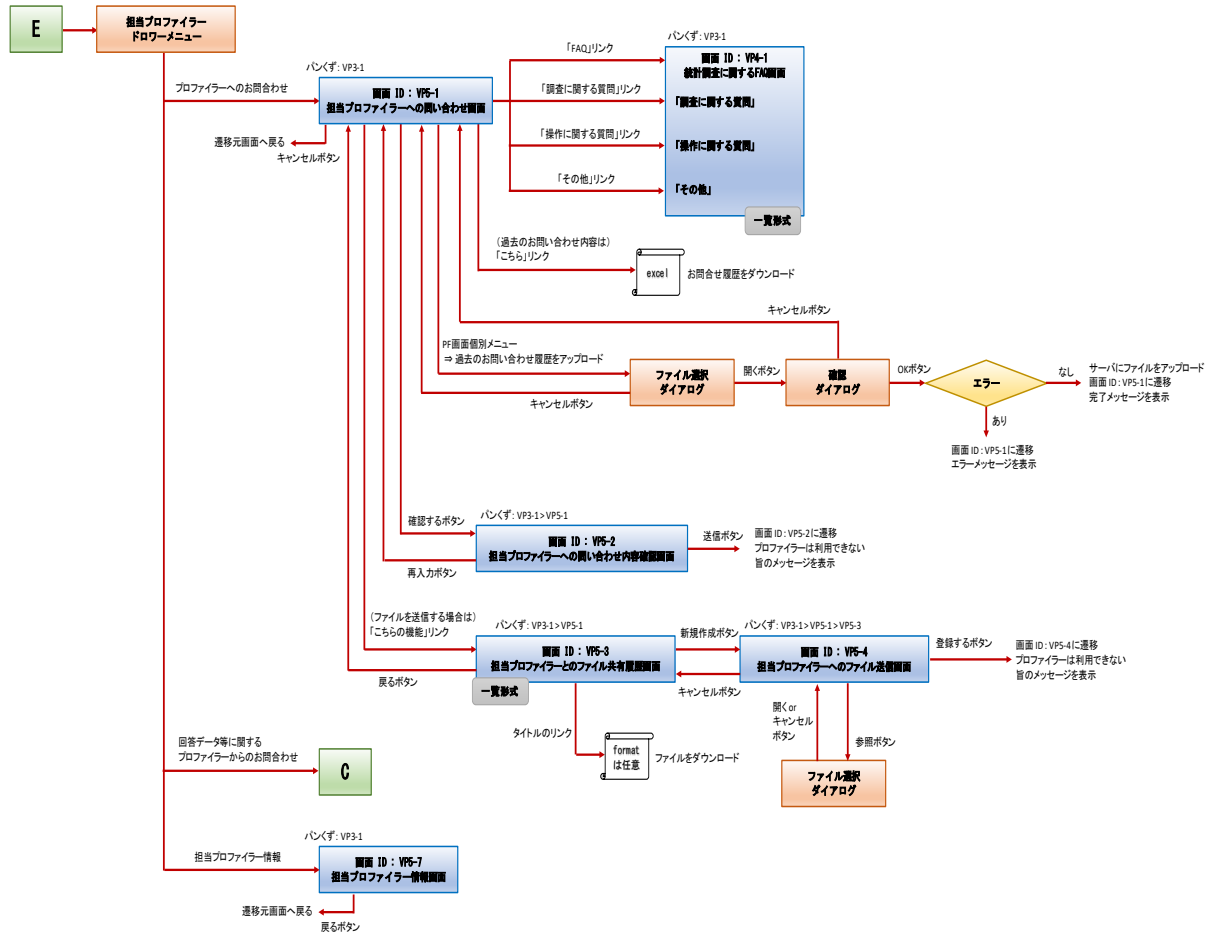 E
担当プロファイラー
ドロワーメニュー
パンくず: VP3-1
プロファイラーへのお問合わせ
画面 ID : VP5-1
担当プロファイラーへの問い合わせ画面
遷移元画面へ戻る
キャンセルボタン
「FAQ」リンク
「調査に関する質問」リンク
「操作に関する質問」リンク
「その他」リンク
パンくず: VP3-1
画面 ID : VP4-1
統計調査に関するFAQ画面
「調査に関する質問」
「操作に関する質問」
「その他」
一覧形式
(過去のお問い合わせ内容は)
「こちら」リンク
excel
お問合せ履歴をダウンロード
キャンセルボタン
PF画面個別メニュー
⇒ 過去のお問い合わせ履歴をアップロード
キャンセルボタン
ファイル選択
ダイアログ
開くボタン
確認
ダイアログ
OKボタン
エラー
なし
サーバにファイルをアップロード
画面 ID : VP5-1に遷移
完了メッセージを表示
あり
画面 ID : VP5-1に遷移
エラーメッセージを表示
確認するボタン
再入力ボタン
パンくず: VP3-1>VP5-1
画面 ID : VP5-2
担当プロファイラーへの問い合わせ内容確認画面
送信ボタン
画面 ID : VP5-2に遷移
プロファイラーは利用できない
旨のメッセージを表示
(ファイルを送信する場合は)
「こちらの機能」リンク
戻るボタン
パンくず: VP3-1>VP5-1
画面 ID : VP5-3
担当プロファイラーとのファイル共有履歴画面
一覧形式
新規作成ボタン
キャンセルボタン
パンくず: VP3-1>VP5-1>VP5-3
画面 ID : VP5-4
担当プロファイラーへのファイル送信画面
登録するボタン
画面 ID : VP5-4に遷移
プロファイラーは利用できない
旨のメッセージを表示
タイトルのリンク
format
は任意
ファイルをダウンロード
開くor
キャンセル
ボタン
参照ボタン
ファイル選択
ダイアログ
回答データ等に関する
プロファイラーからのお問合わせ
C
パンくず: VP3-1
担当プロファイラー情報
画面 ID : VP5-7
担当プロファイラー情報画面
遷移元画面へ戻る
戻るボタン